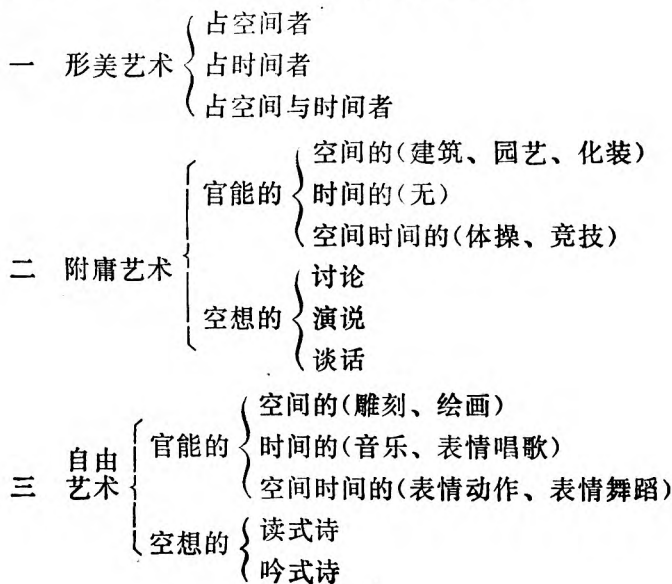 占空间者
一 形美艺术 占时间者
占空间与时间者
空间的(建筑、园艺、化装)
官能的 时间的(无)
空间时间的(体操、竞技)
二 附庸艺术
讨论
空想的 演说
谈话
空间的(雕刻、绘画)
官能的 时间的(音乐、表情唱歌)
三 自由艺术
空间时间的(表情动作、表情舞蹈)
空想的
读式诗
吟式诗